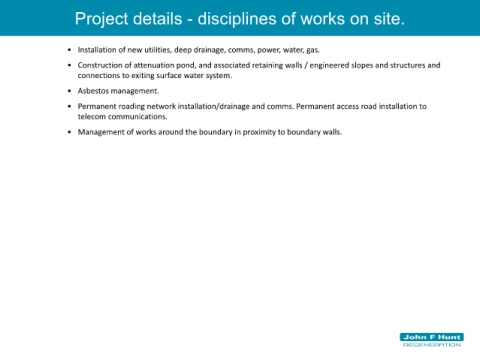 Project details - disciplines of works on site.
• Installation of new utilities, deep drainage, comms, power, water, gas.
• Construction of attenuation pond, and associated retaining walls / engineered slopes and structures and
connections to exiting surface water system.
• Asbestos management.
• Permanent roading network installation/drainage and comms. Permanent access road installation to
telecom communications.
• Management of works around the boundary in proximity to boundary walls.
John F Hunt
REGENERATION